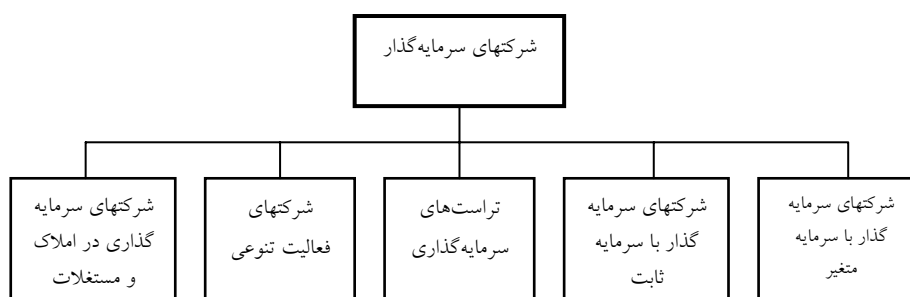 شرکتهای سرمایه‌گذار
شرکتهای سرمایه
گذار با سرمایه
متغیر
شرکتهای سرمایه
گذار با سرمایه
ثابت
تراست‌های
سرمایه‌گذاری
شرکتهای
فعالیت تنوعی
شرکتهای سرمایه
گذاری در املاک
و مستغلات